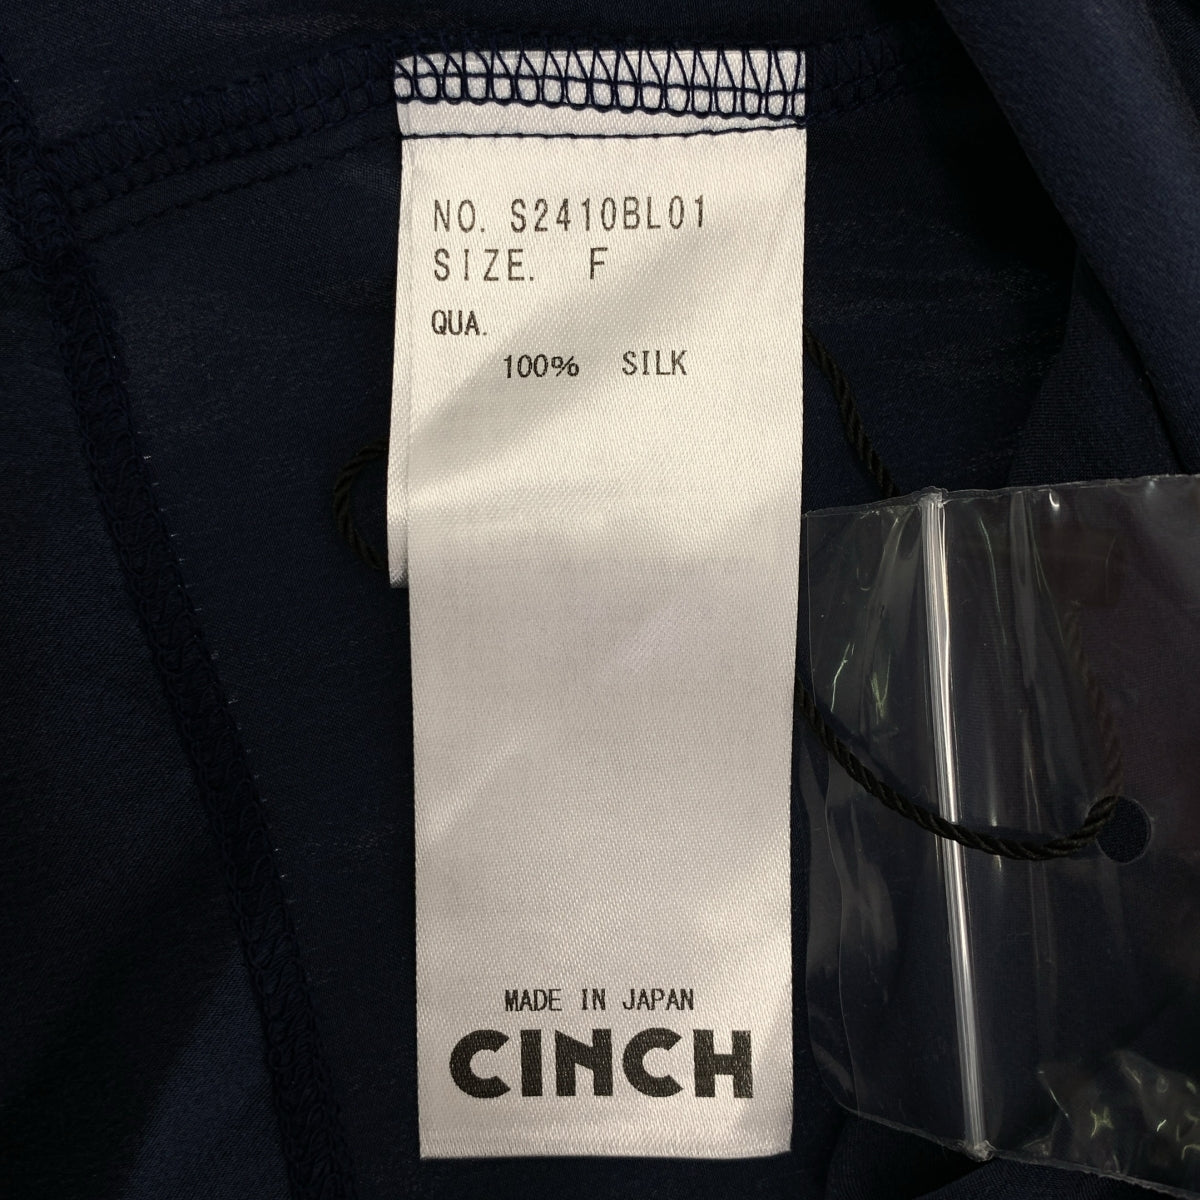 NO. S2410BL01
SIZE. F
QUA.
100% SILK
MADE IN JAPAN
CINCH